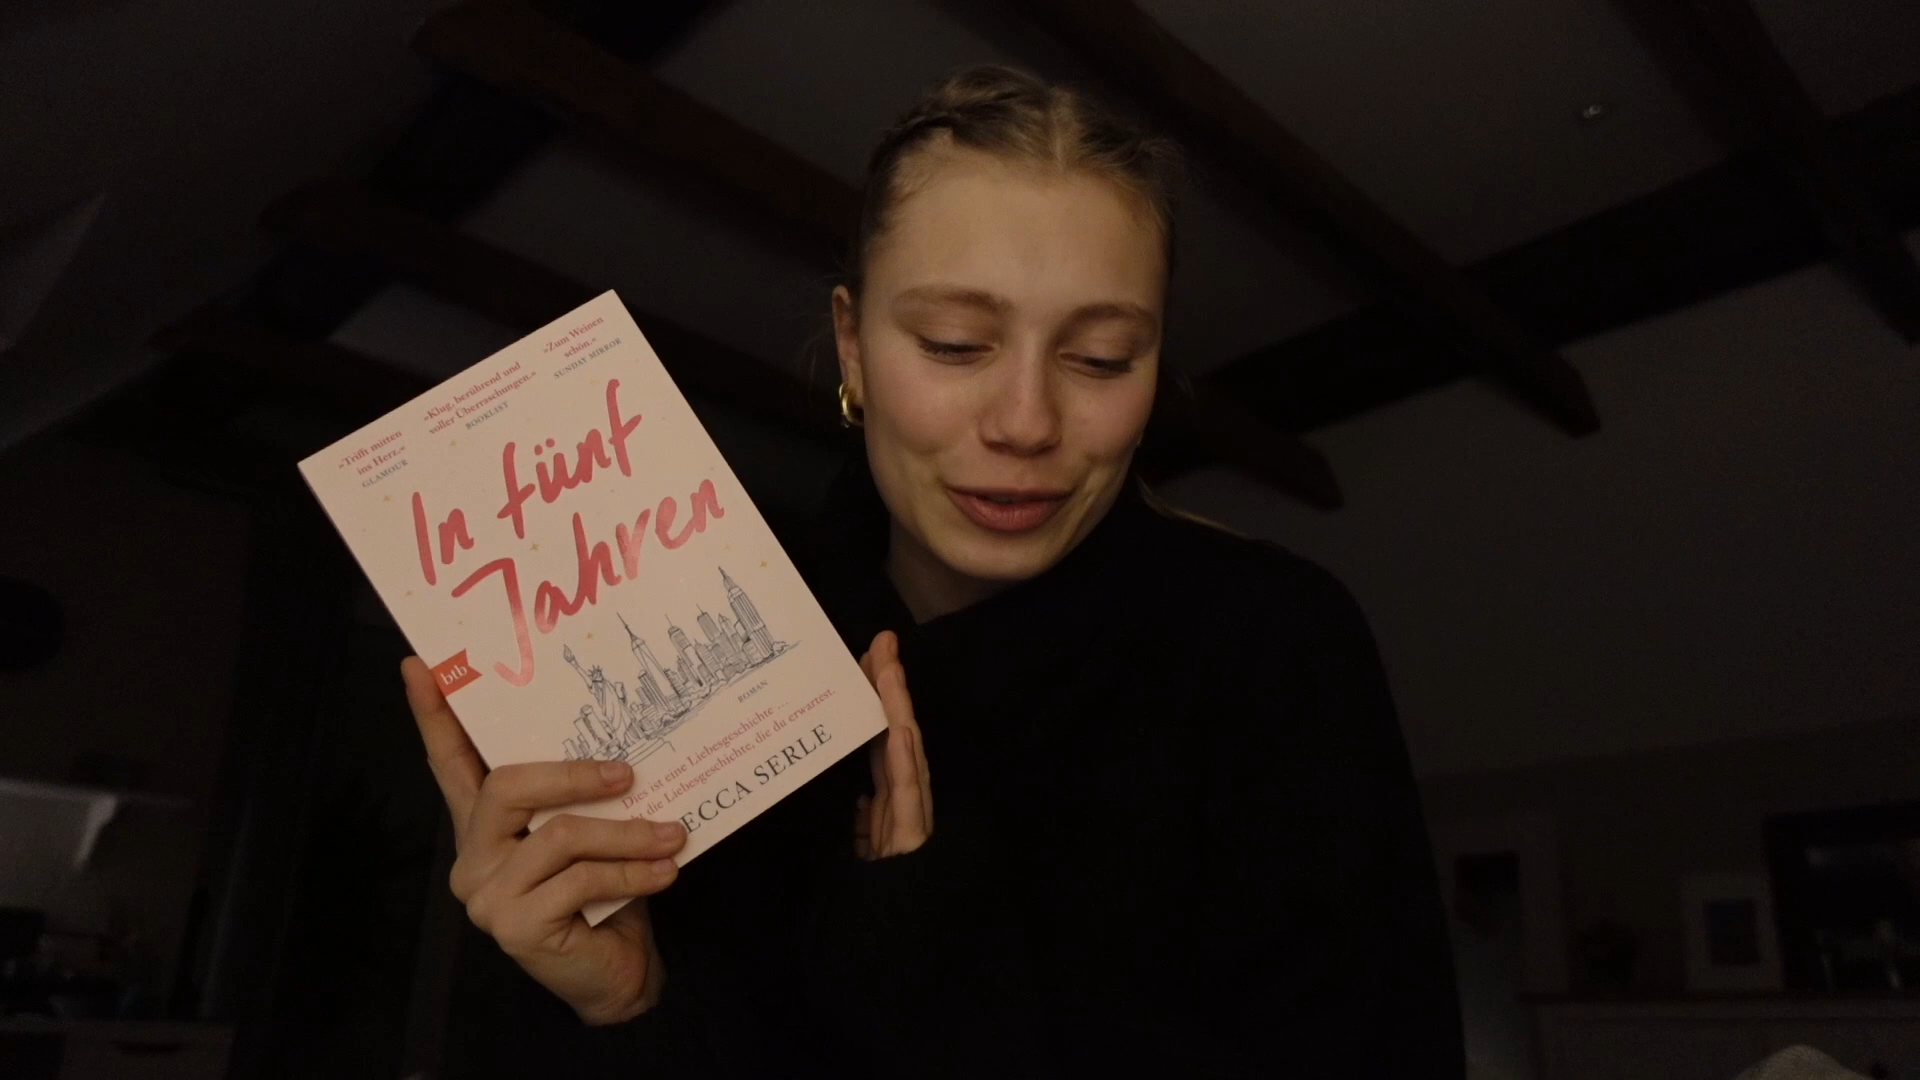 »Trifft mitten
ins Herz.«
GLAMOUR
»Klug, berührend und
voller Überraschungen.«
BOOKLIST
»Zum Weinen
schön.«
SUNDAY MIRROR
In fünf
Jahren
btb
ROMAN
Dies ist eine Liebesgeschichte ...
die Liebesgeschichte, die du erwartest.
ECCA SERLE